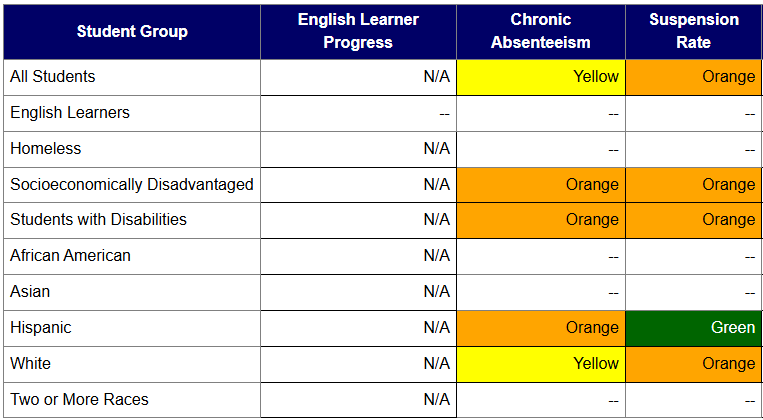 Student Group English Learner Progress Chronic Absenteeism Suspension Rate
All Students N/A Yellow Orange
English Learners -- -- --
Homeless N/A -- --
Socioeconomically Disadvantaged N/A Orange Orange
Students with Disabilities N/A Orange Orange
African American N/A -- --
Asian N/A -- --
Hispanic N/A Orange Green
White N/A Yellow Orange
Two or More Races N/A -- --